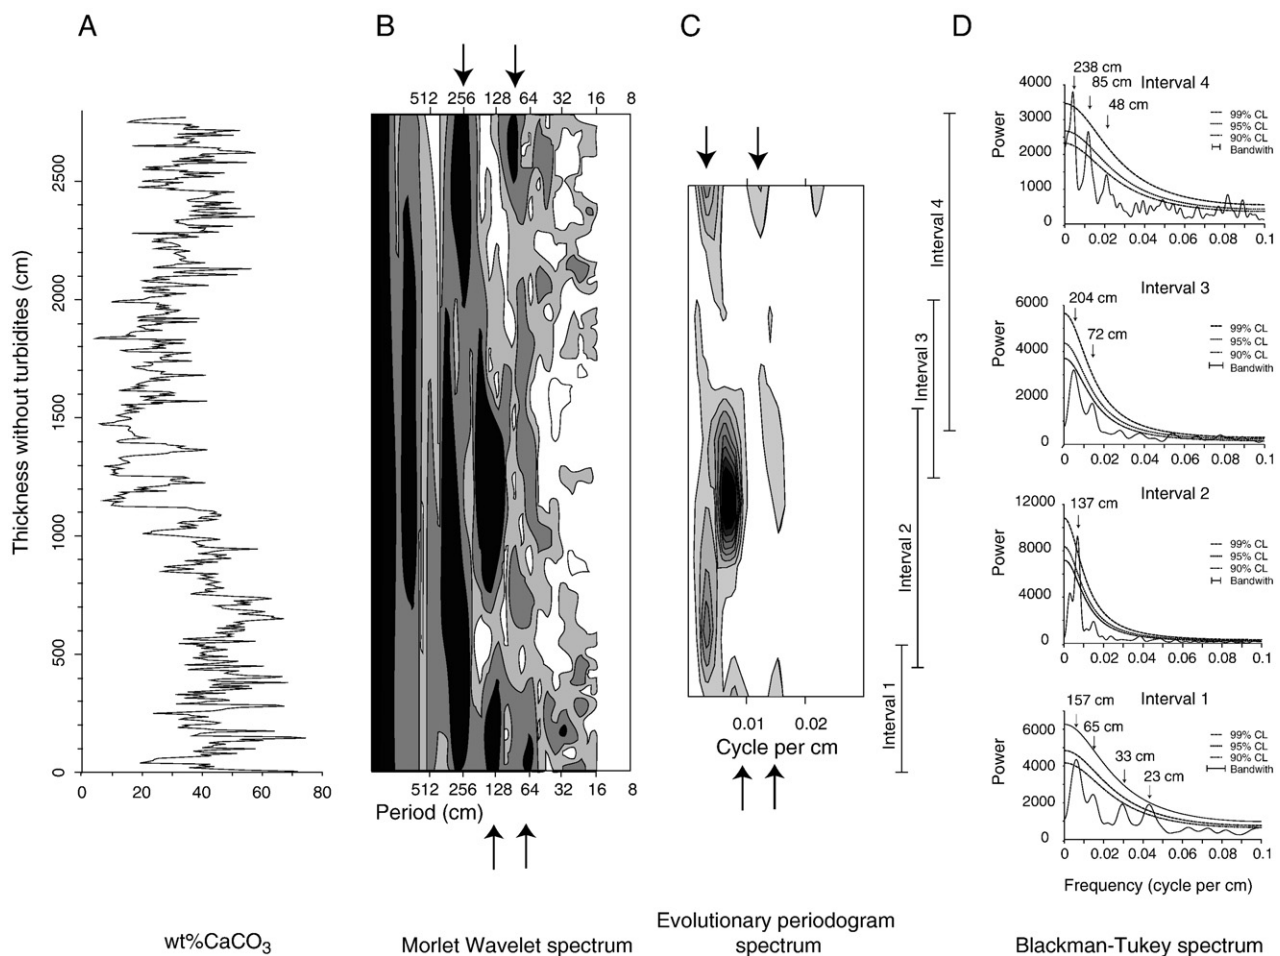 A
B
C
D
Thickness without turbidites (cm)
2500
2000
1500
1000
500
0
0 20 40 60 80
wt%CaCO3
512 256 128 64 32 16 8
512 256 128 64 32 16 8
Period (cm)
Morlet Wavelet spectrum
0.01 0.02
Cycle per cm
Evolutionary periodogram
spectrum
Interval 4
Interval 3
Interval 2
Interval 1
Interval 4
238 cm
85 cm
48 cm
Power
4000
3000
2000
1000
0
99% CL
95% CL
90% CL
Bandwith
0 0.02 0.04 0.06 0.08 0.1
Interval 3
204 cm
72 cm
Power
6000
4000
2000
0
99% CL
95% CL
90% CL
Bandwith
0 0.02 0.04 0.06 0.08 0.1
Interval 2
137 cm
Power
12000
8000
4000
0
99% CL
95% CL
90% CL
Bandwith
0 0.02 0.04 0.06 0.08 0.1
Interval 1
157 cm
65 cm
33 cm
23 cm
Power
6000
4000
2000
0
99% CL
95% CL
90% CL
Bandwith
0 0.02 0.04 0.06 0.08 0.1
Frequency (cycle per cm)
Blackman-Tukey spectrum